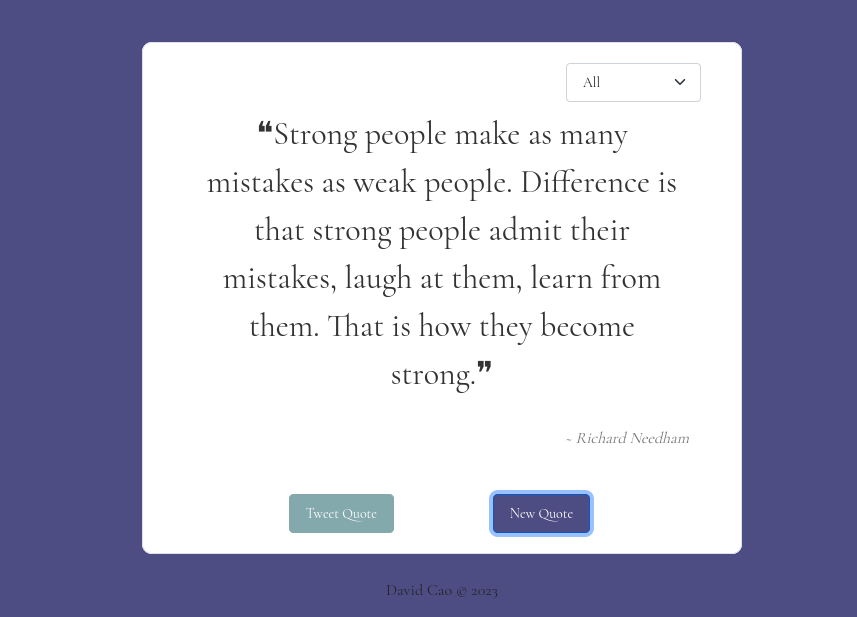 All
❝Strong people make as many
mistakes as weak people. Difference is
that strong people admit their
mistakes, laugh at them, learn from
them. That is how they become
strong.❞
~ Richard Needham
Tweet Quote
New Quote
David Cao © 2023